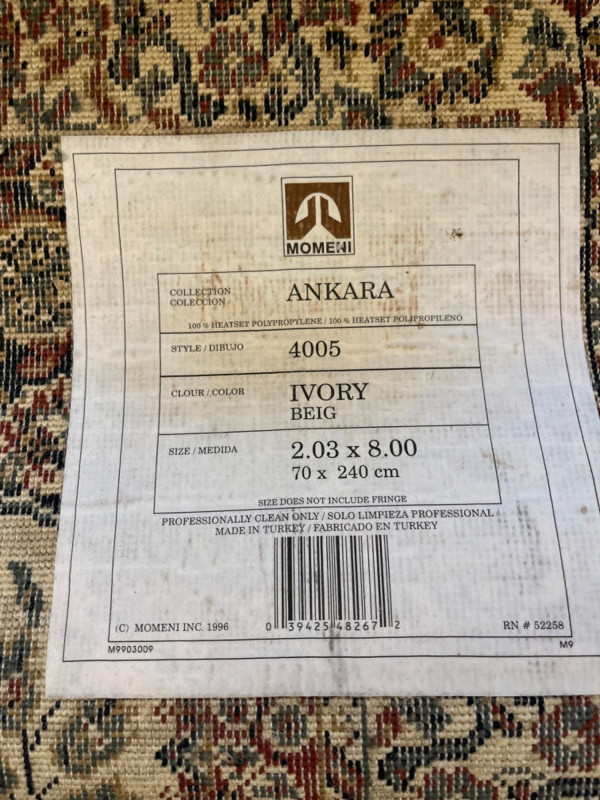 MOMENI
COLLECTION
COLECCION
ANKARA
100 % HEATSET POLYPROPYLENE / 100 % HEATSET POLIPROPILENO
STYLE / DIBUJO 4005
CLOUR / COLOR IVORY
BEIG
SIZE / MEDIDA 2.03 x 8.00
70 x 240 cm
SIZE DOES NOT INCLUDE FRINGE
PROFESSIONALLY CLEAN ONLY / SOLO LIMPIEZA PROFESSIONAL
MADE IN TURKEY / FABRICADO EN TURKEY
(C) MOMENI INC. 1996 0 39425 48267 2 RN # 52258
M9903009 M9